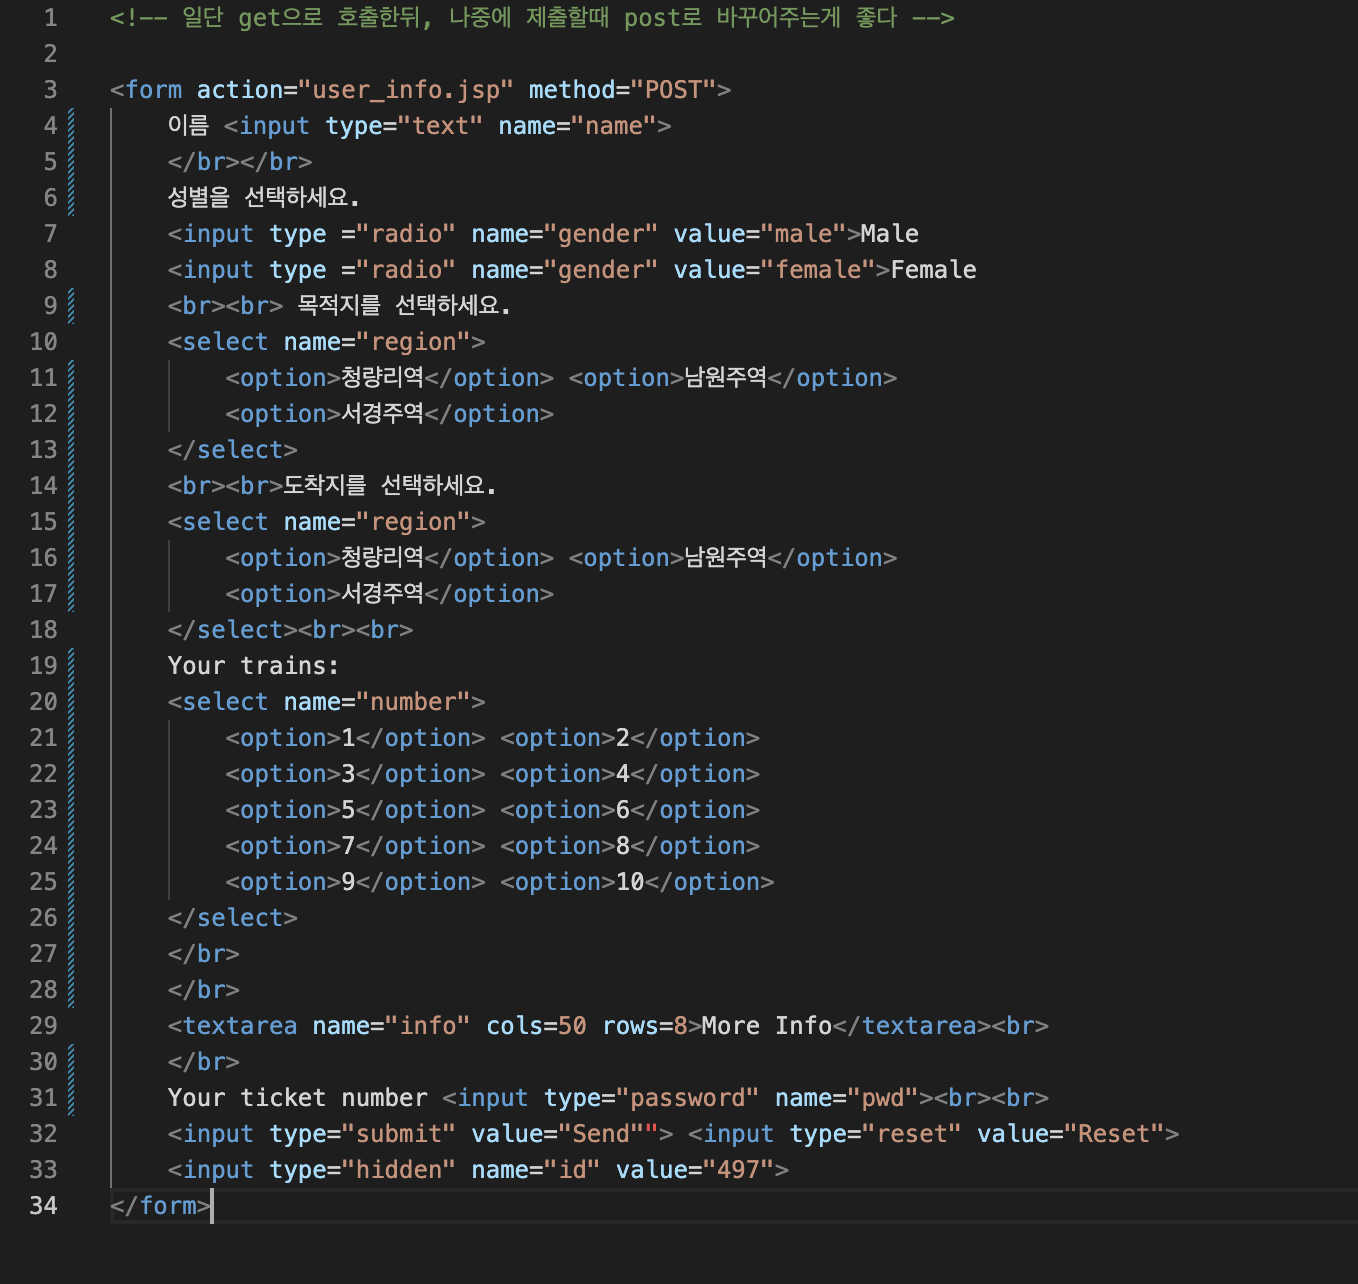 1 <!-- 일단 get으로 호출한뒤, 나중에 제출할때 post로 바꾸어주는게 좋다 -->
2
3 <form action="user_info.jsp" method="POST">
4 이름 <input type="text" name="name">
5 </br></br>
6 성별을 선택하세요.
7 <input type ="radio" name="gender" value="male">Male
8 <input type ="radio" name="gender" value="female">Female
9 <br><br> 목적지를 선택하세요.
10 <select name="region">
11 <option>청량리역</option> <option>남원주역</option>
12 <option>서경주역</option>
13 </select>
14 <br><br>도착지를 선택하세요.
15 <select name="region">
16 <option>청량리역</option> <option>남원주역</option>
17 <option>서경주역</option>
18 </select><br><br>
19 Your trains:
20 <select name="number">
21 <option>1</option> <option>2</option>
22 <option>3</option> <option>4</option>
23 <option>5</option> <option>6</option>
24 <option>7</option> <option>8</option>
25 <option>9</option> <option>10</option>
26 </select>
27 </br>
28 </br>
29 <textarea name="info" cols=50 rows=8>More Info</textarea><br>
30 </br>
31 Your ticket number <input type="password" name="pwd"><br><br>
32 <input type="submit" value="Send""> <input type="reset" value="Reset">
33 <input type="hidden" name="id" value="497">
34 </form>